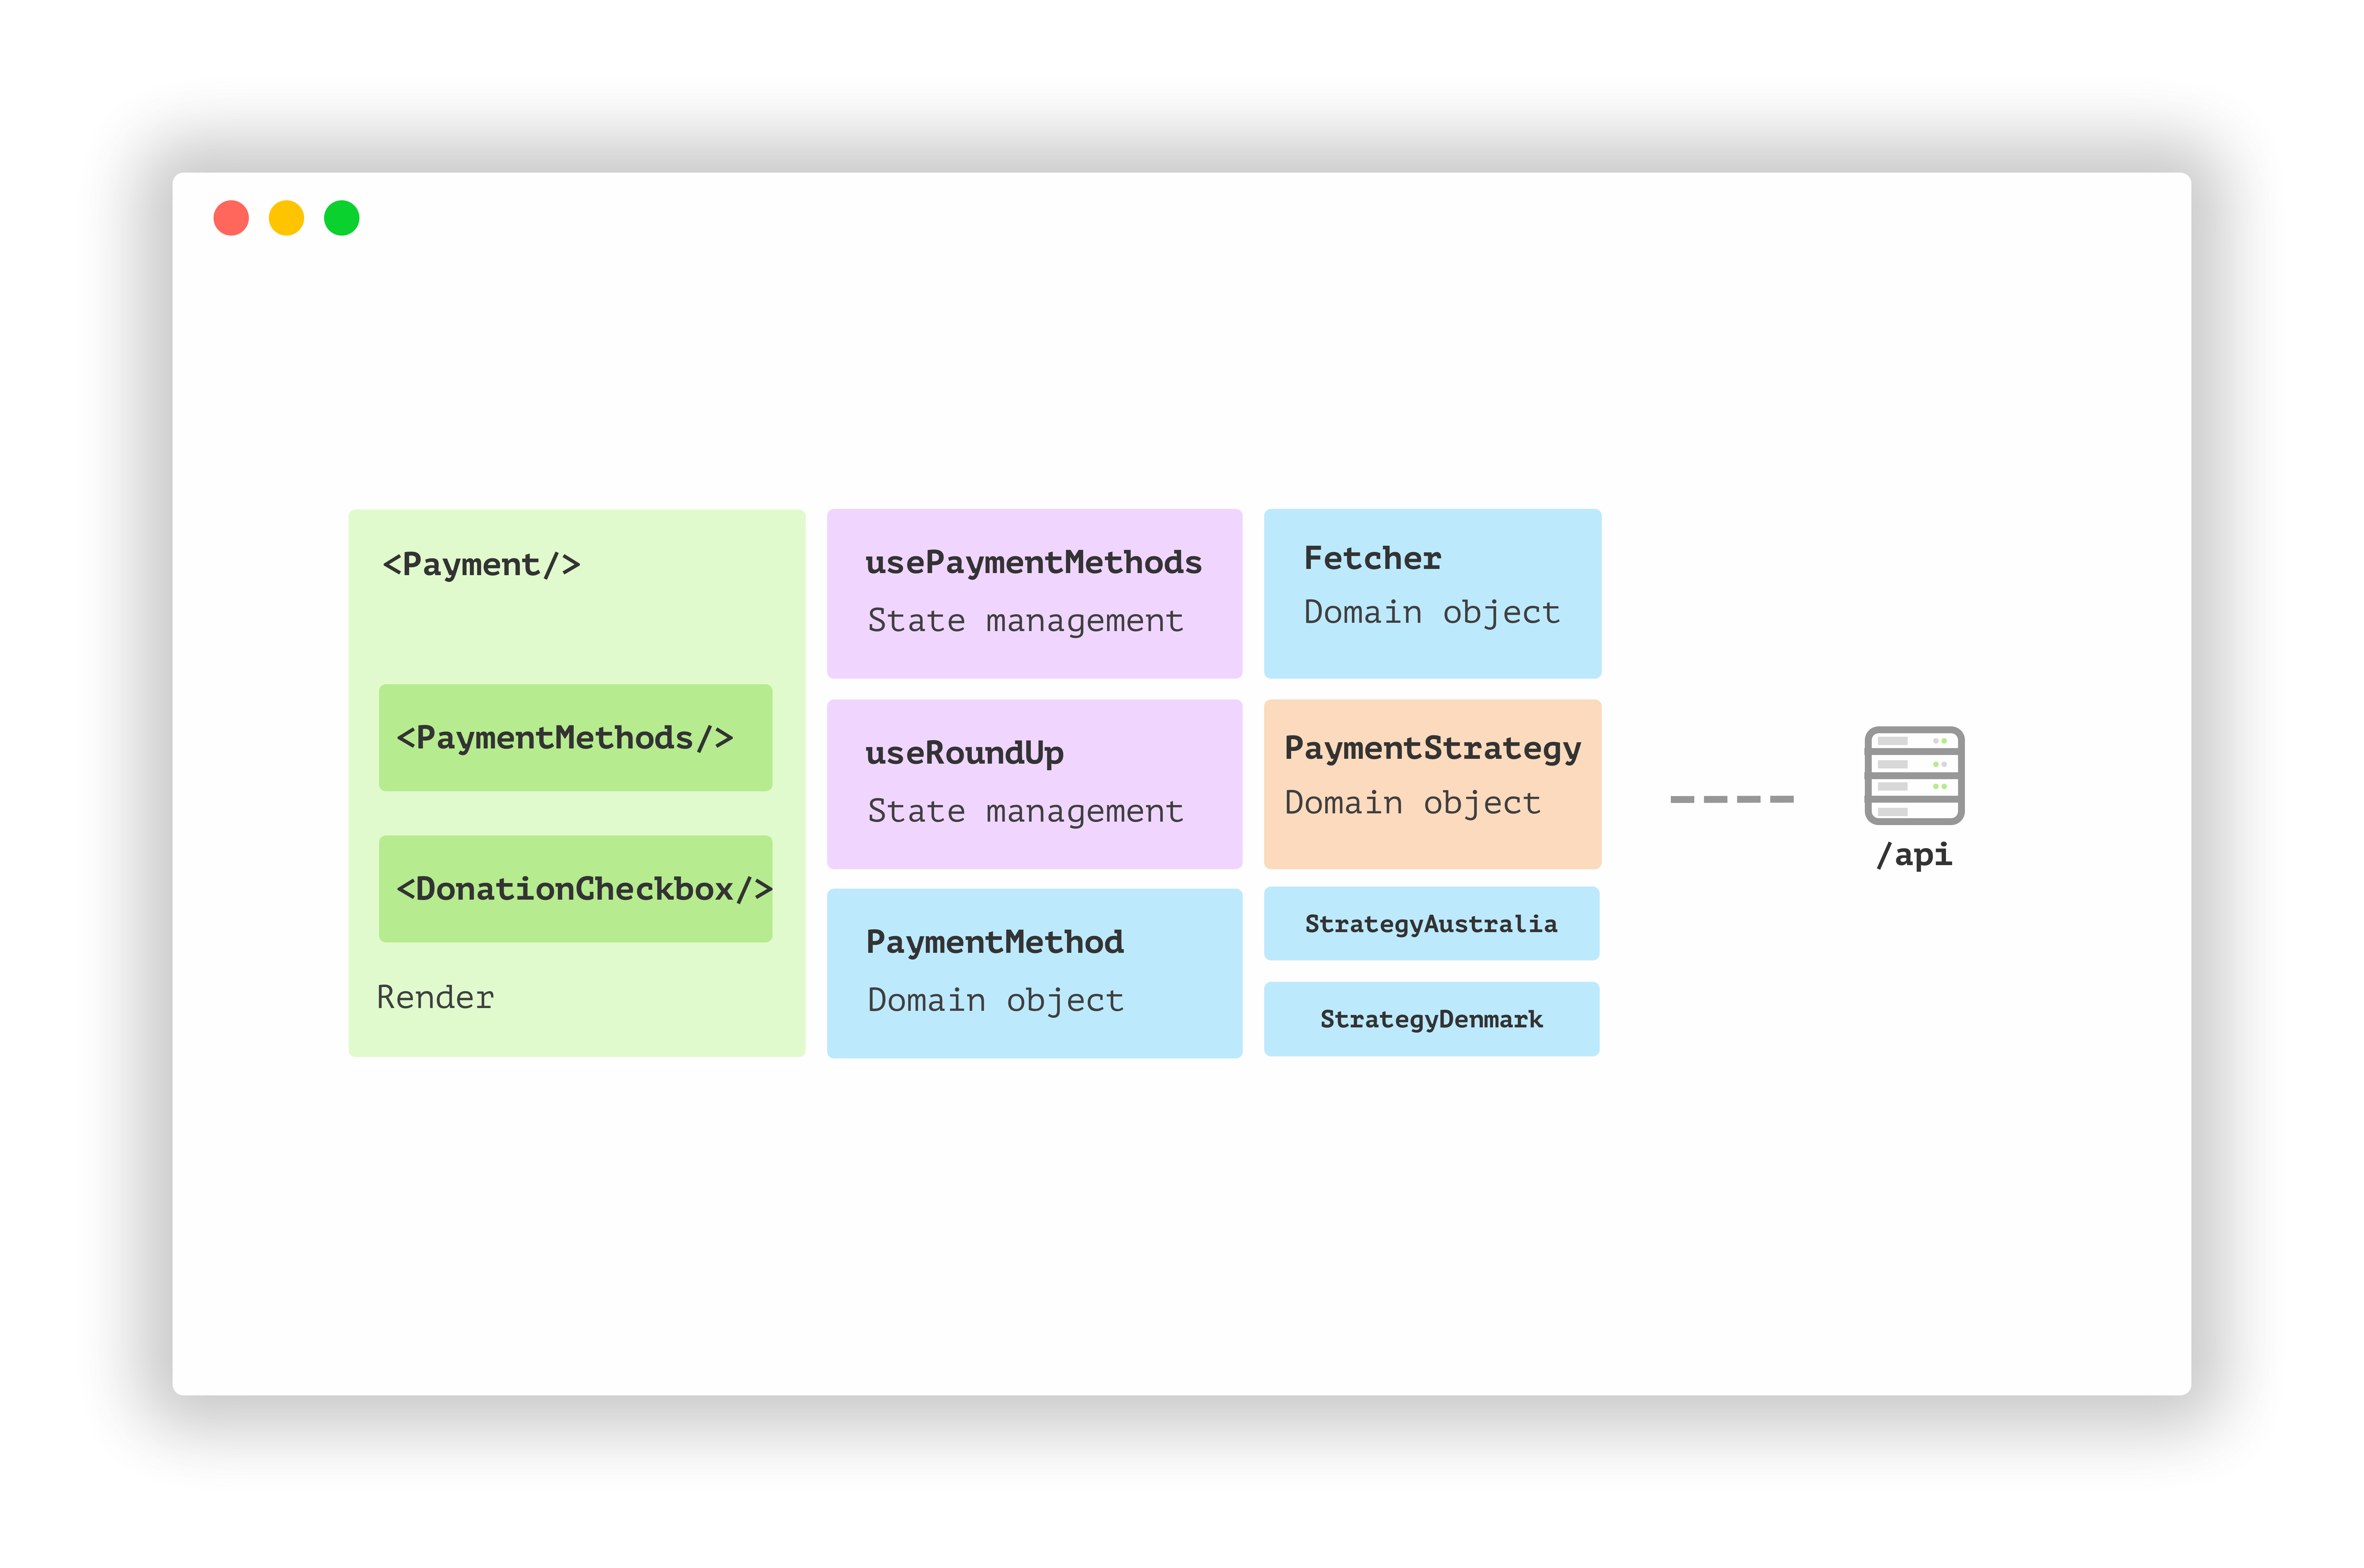 <Payment/>
<PaymentMethods/>
<DonationCheckbox/>
Render
usePaymentMethods
State management
useRoundUp
State management
PaymentMethod
Domain object
Fetcher
Domain object
PaymentStrategy
Domain object
StrategyAustralia
StrategyDenmark
/api